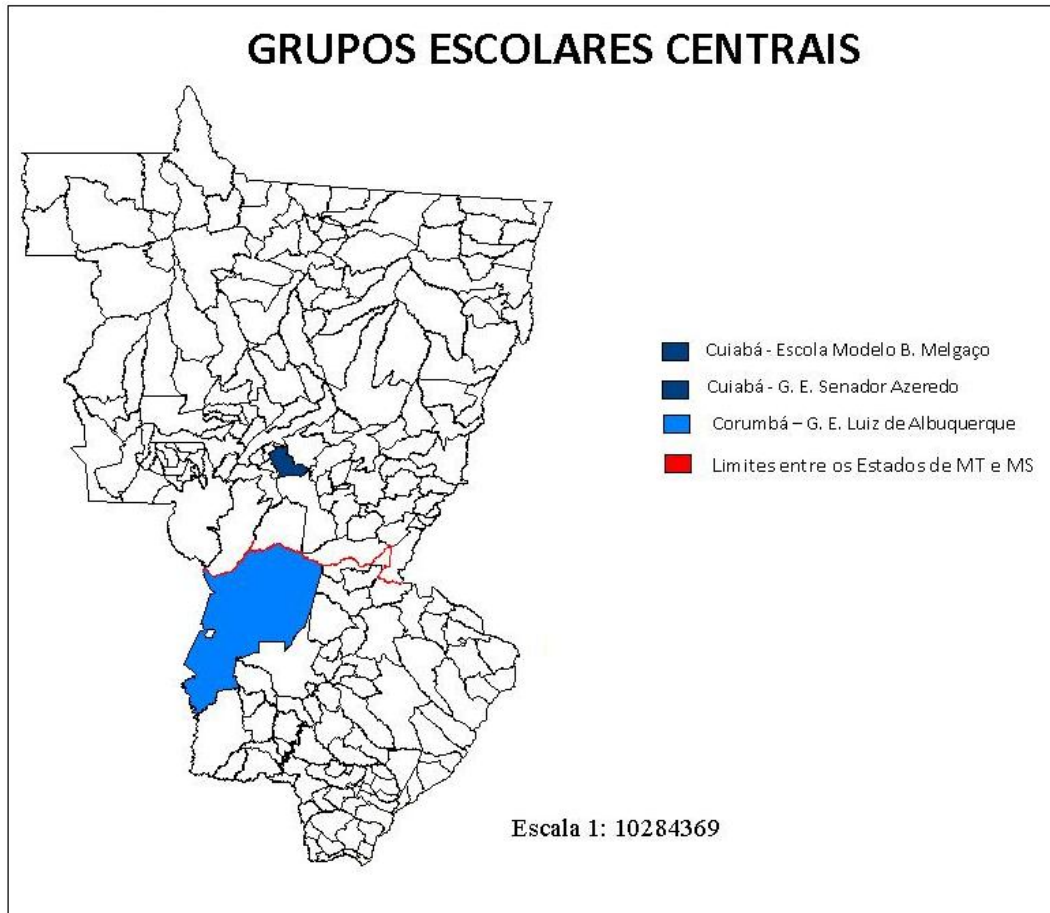 GRUPOS ESCOLARES CENTRAIS
Cuiabá - Escola Modelo B. Melgaço
Cuiabá - G. E. Senador Azeredo
Corumbá – G. E. Luiz de Albuquerque
Limites entre os Estados de MT e MS
Escala 1: 10284369